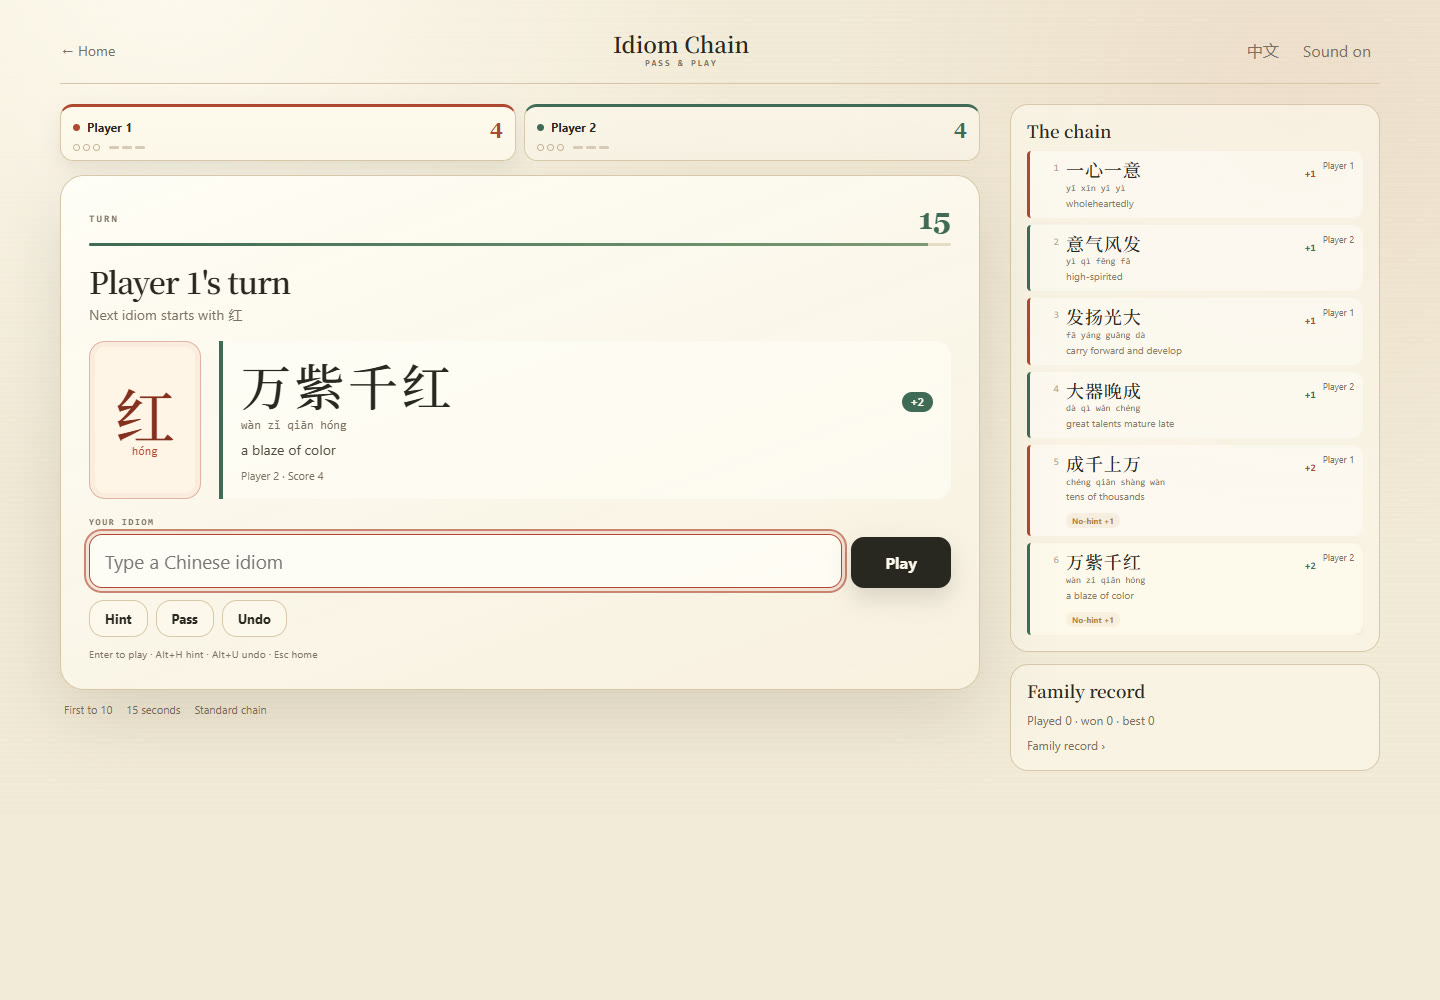 ← Home
Idiom Chain
PASS & PLAY
中文
Sound on
Player 1
4
Player 2
4
TURN
15
Player 1's turn
Next idiom starts with 红
红
hóng
万紫千红
wàn zǐ qiān hóng
a blaze of color
Player 2 · Score 4
+2
YOUR IDIOM
Type a Chinese idiom
Play
Hint
Pass
Undo
Enter to play · Alt+H hint · Alt+U undo · Esc home
First to 10
15 seconds
Standard chain
The chain
1
一心一意
yī xīn yī yì
wholeheartedly
+1
Player 1
2
意气风发
yì qì fēng fā
high-spirited
+1
Player 2
3
发扬光大
fā yáng guāng dà
carry forward and develop
+1
Player 1
4
大器晚成
dà qì wǎn chéng
great talents mature late
+1
Player 2
5
成千上万
chéng qiān shàng wàn
tens of thousands
No-hint +1
+2
Player 1
6
万紫千红
wàn zǐ qiān hóng
a blaze of color
No-hint +1
+2
Player 2
Family record
Played 0 · won 0 · best 0
Family record ›